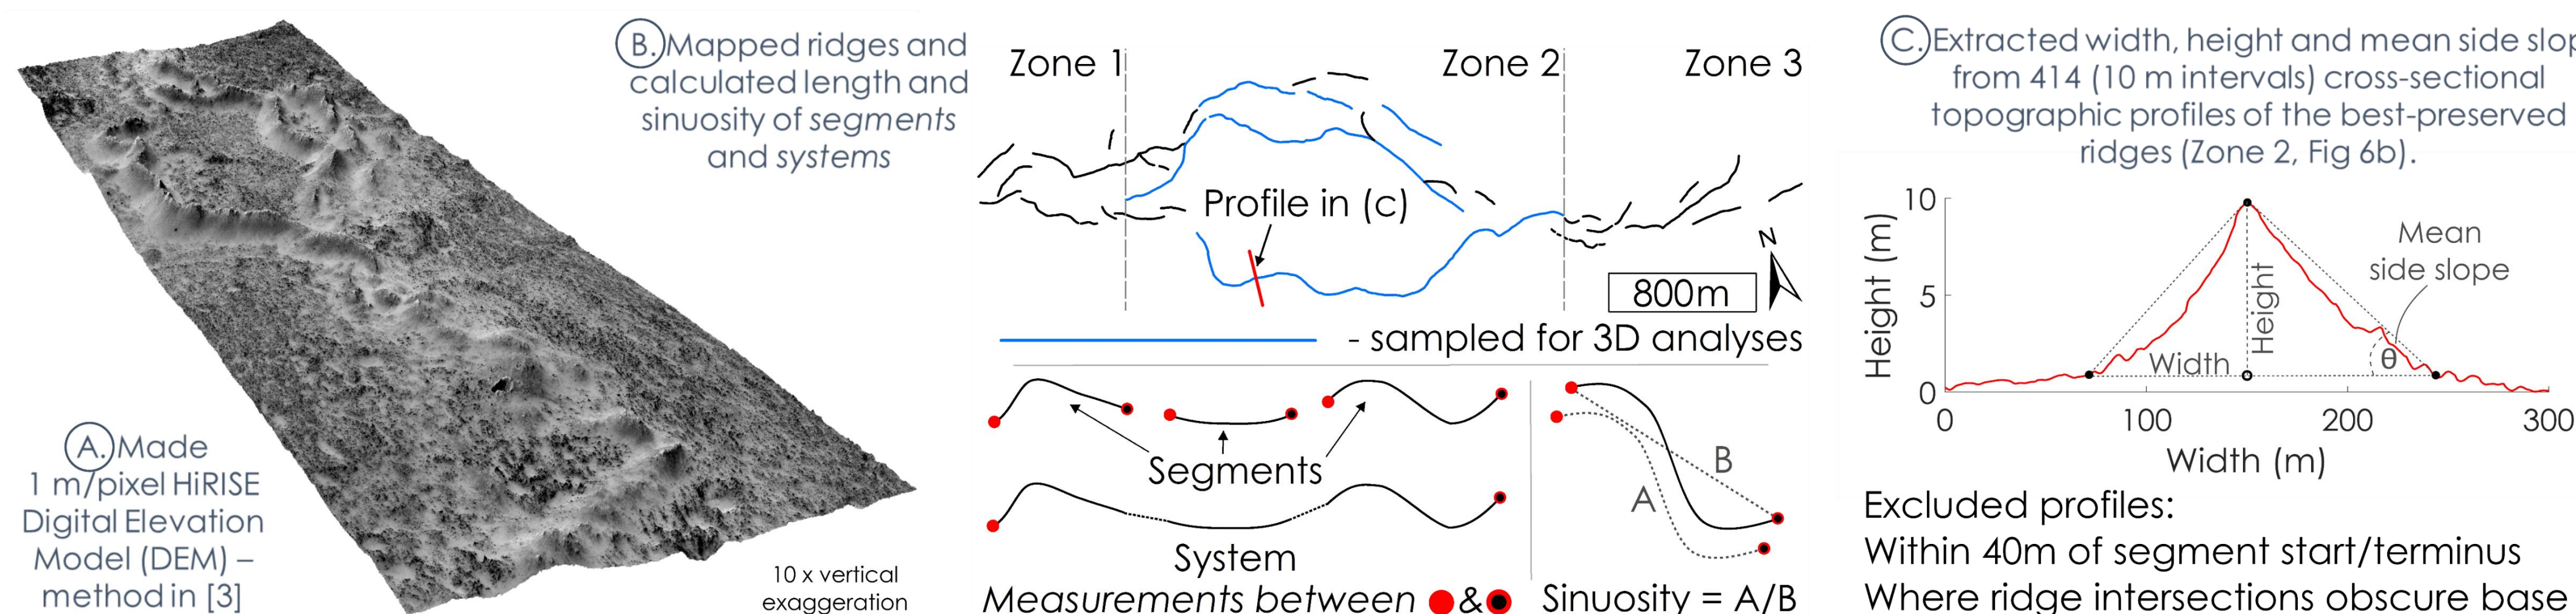 A. Made
1 m/pixel HiRISE
Digital Elevation
Model (DEM) –
method in [3]
10 x vertical
exaggeration
B. Mapped ridges and
calculated length and
sinuosity of segments
and systems
Zone 1
Zone 2
Zone 3
Profile in (c)
N
800m
- sampled for 3D analyses
Segments
System
Measurements between & 
B
A
Sinuosity = A/B
C. Extracted width, height and mean side slop
from 414 (10 m intervals) cross-sectional
topographic profiles of the best-preserved
ridges (Zone 2, Fig 6b).
Height (m)
10
5
0
Mean
side slope
Height
Width
θ
0
100
200
300
Width (m)
Excluded profiles:
Within 40m of segment start/terminus
Where ridge intersections obscure base